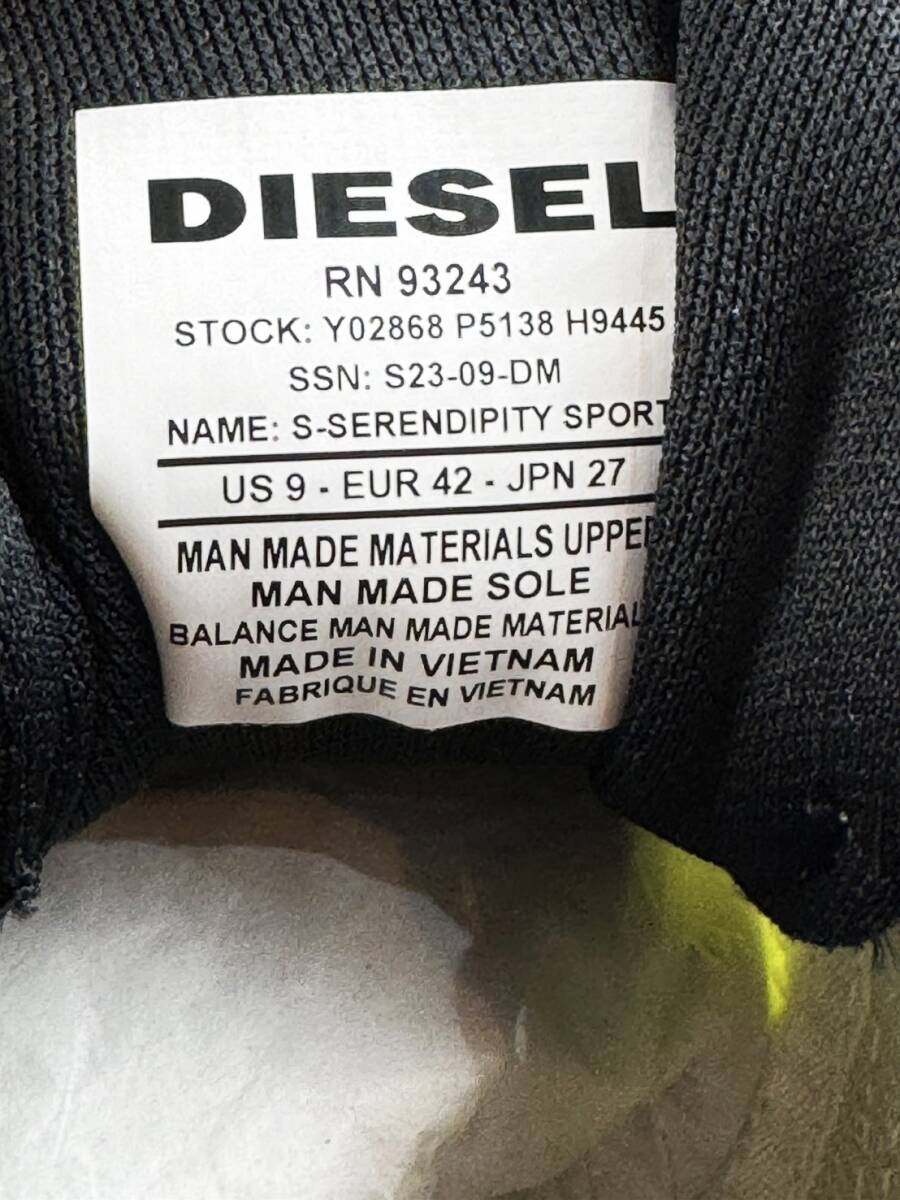 DIESEL
RN 93243
STOCK: Y02868 P5138 H9445
SSN: S23-09-DM
NAME: S-SERENDIPITY SPORT
US 9 - EUR 42 - JPN 27
MAN MADE MATERIALS UPPER
MAN MADE SOLE
BALANCE MAN MADE MATERIAL
MADE IN VIETNAM
FABRIQUE EN VIETNAM